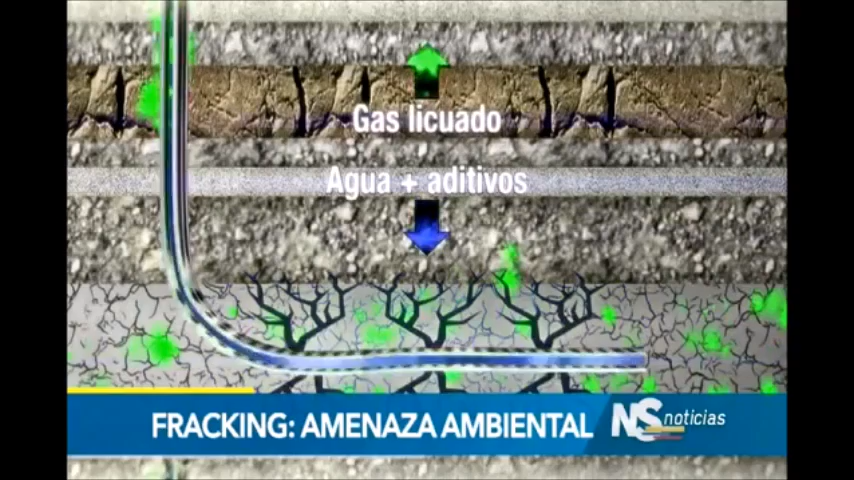 Gas licuado
Agua + aditivos
FRACKING: AMENAZA AMBIENTAL
NS noticias